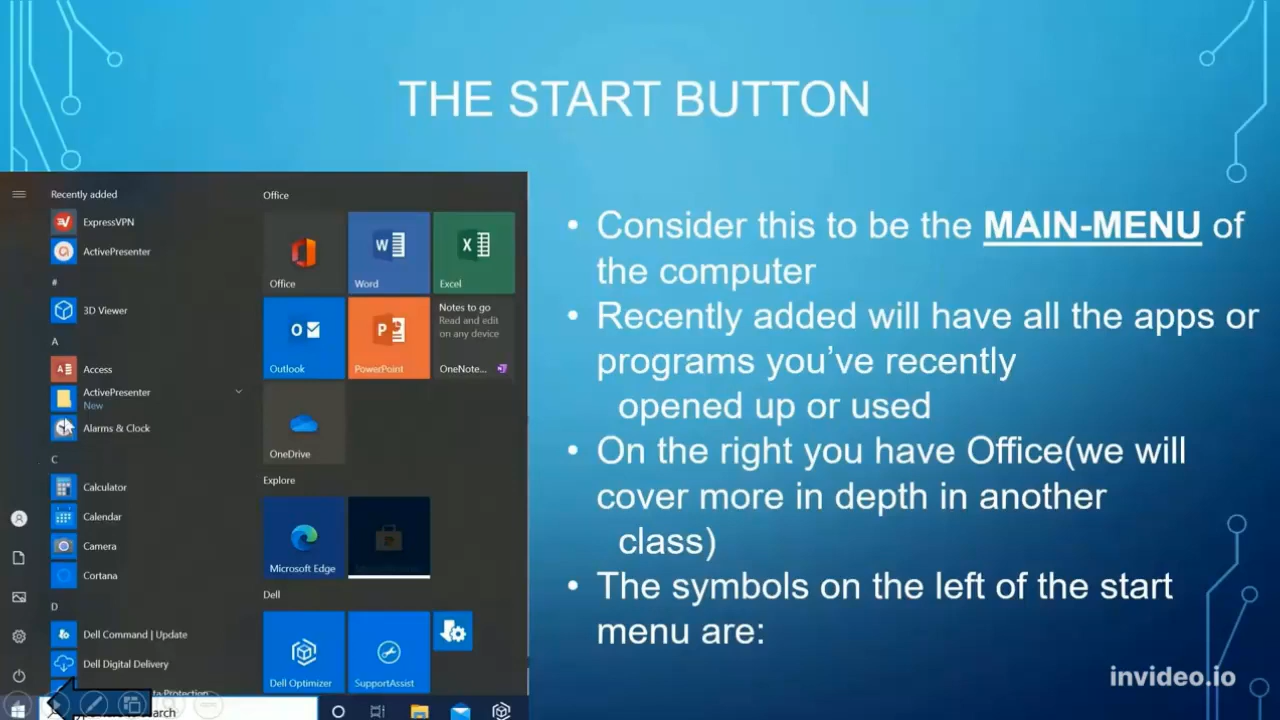 THE START BUTTON
Recently added
ExpressVPN
ActivePresenter
#
3D Viewer
A
Access
ActivePresenter
New
Alarms & Clock
C
Calculator
Calendar
Camera
Cortana
D
Dell Command | Update
Dell Digital Delivery
Protection
search
Office
Office
Word
Excel
Outlook
PowerPoint
Notes to go
Read and edit
on any device
OneNote...
OneDrive
Explore
Microsoft Edge
Dell
Dell Optimizer
SupportAssist
• Consider this to be the MAIN-MENU of
the computer
• Recently added will have all the apps or
programs you’ve recently
opened up or used
• On the right you have Office(we will
cover more in depth in another
class)
• The symbols on the left of the start
menu are:
invideo.io